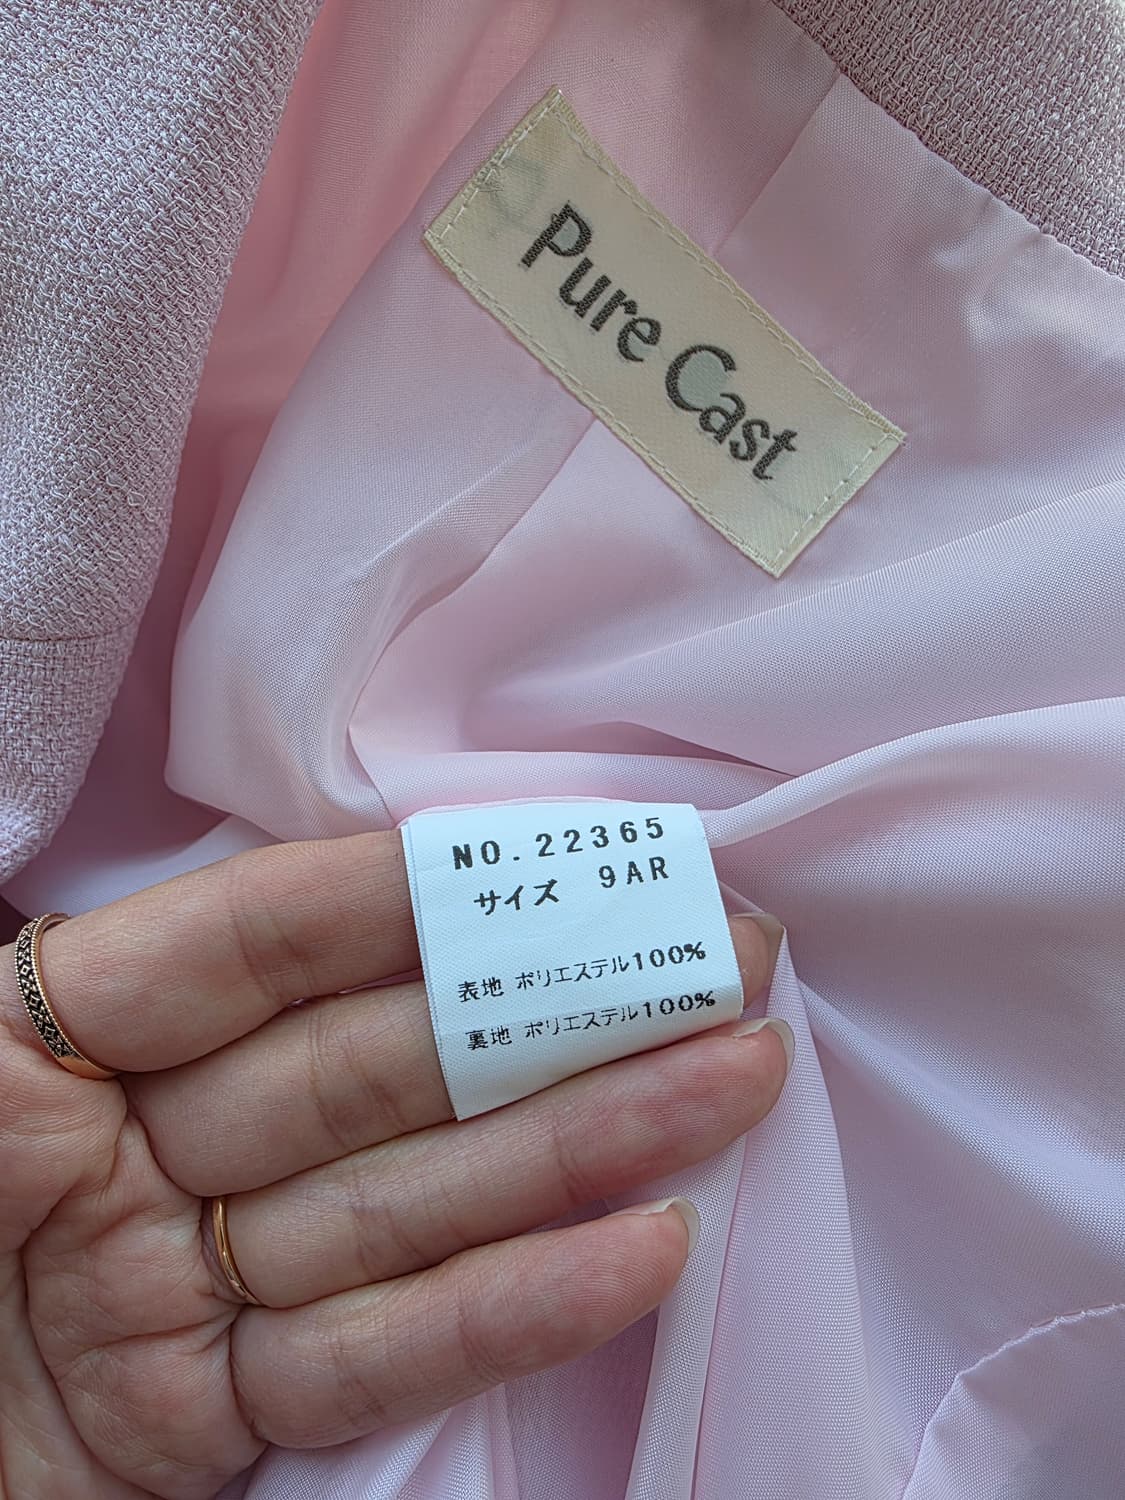 Pure Cast
NO.22365
サイズ 9AR
表地 ポリエステル100%
裏地 ポリエステル100%